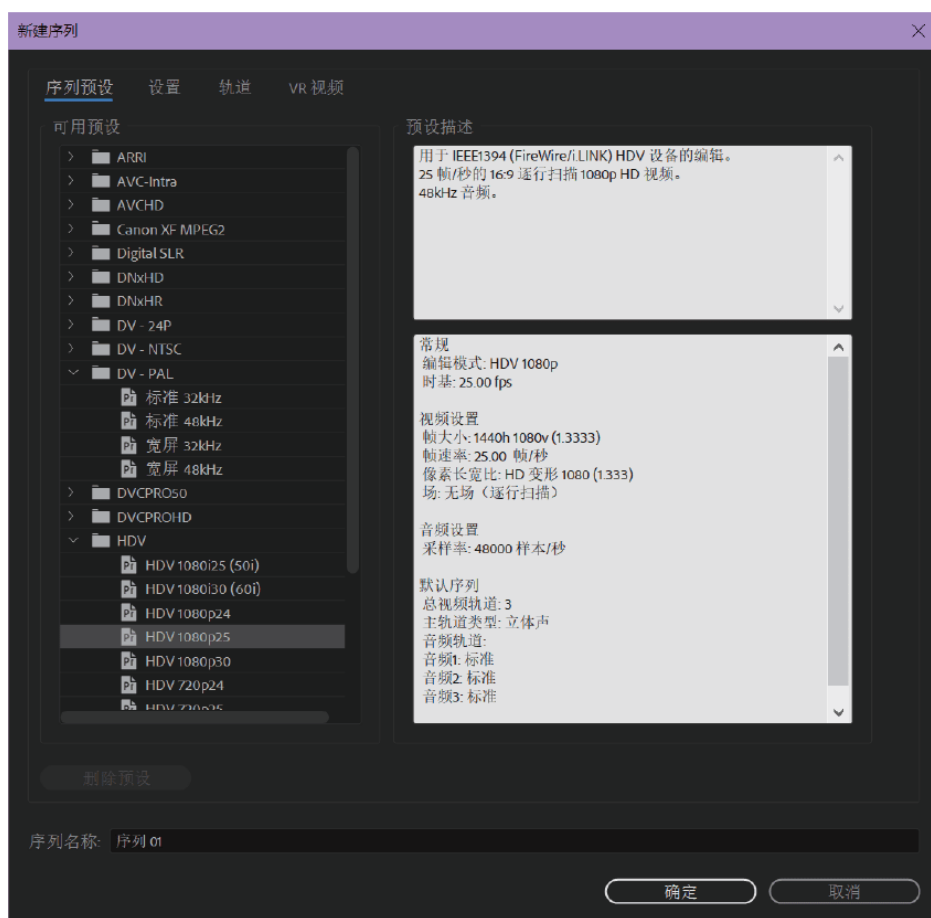 新建序列
序列预设 设置 轨道 VR 视频
可用预设
ARRI
AVC-Intra
AVCHD
Canon XF MPEG2
Digital SLR
DNxHD
DNxHR
DV - 24P
DV - NTSC
DV - PAL
标准 32kHz
标准 48kHz
宽屏 32kHz
宽屏 48kHz
DVCPRO50
DVCPROHD
HDV
HDV 1080i25 (50i)
HDV 1080i30 (60i)
HDV 1080p24
HDV 1080p25
HDV 1080p30
HDV 720p24
HDV 720p25
预设描述
用于 IEEE1394 (FireWire/i.LINK) HDV 设备的编辑。
25 帧/秒的 16:9 逐行扫描 1080p HD 视频。
48kHz 音频。
常规
编辑模式: HDV 1080p
时基: 25.00 fps
视频设置
帧大小: 1440h 1080v (1.3333)
帧速率: 25.00 帧/秒
像素长宽比: HD 变形 1080 (1.333)
场: 无场（逐行扫描）
音频设置
采样率: 48000 样本/秒
默认序列
总视频轨道: 3
主轨道类型: 立体声
音频轨道:
音频1: 标准
音频2: 标准
音频3: 标准
删除预设
序列名称: 序列 01
确定 取消